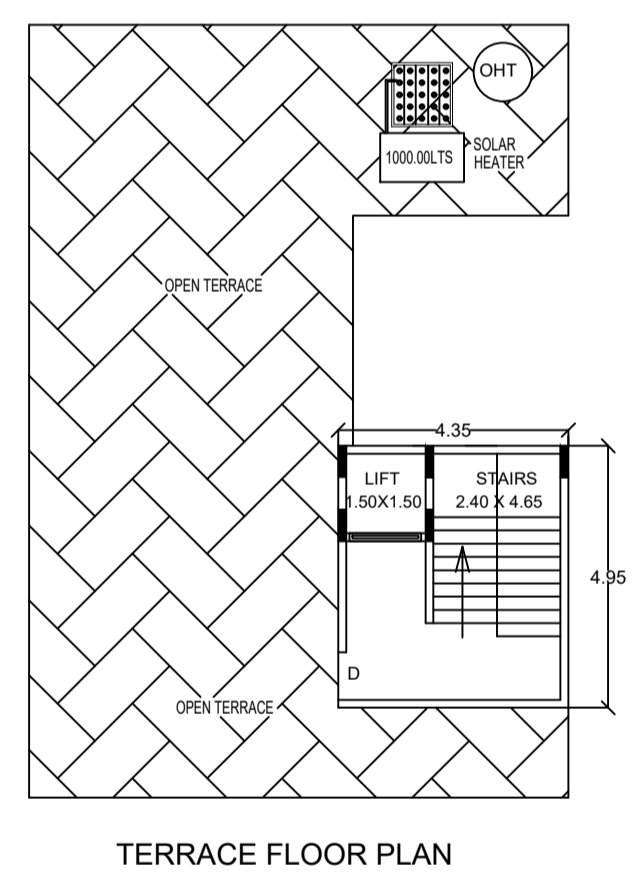 OHT
1000.00LTS
SOLAR
HEATER
OPEN TERRACE
4.35
LIFT
1.50X1.50
STAIRS
2.40 X 4.65
4.95
D
OPEN TERRACE
TERRACE FLOOR PLAN